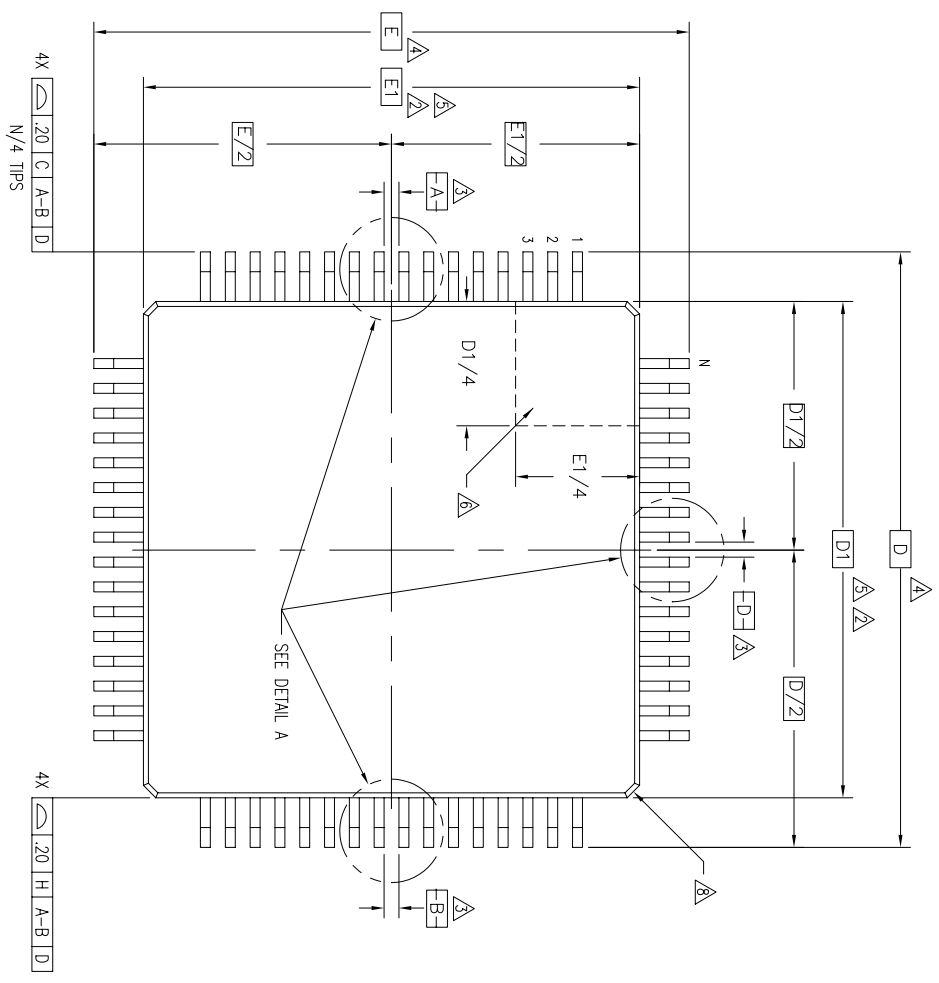 D
4
D1
5 2
D1/2
D/2
-D-
3
N
8
E
4
E1
5
2
E1/2
E/2
3
-A-
1
2
3
E1/4
D1/4
6
SEE DETAIL A
3
-B-
4X .20 C A-B D
N/4 TIPS
4X .20 H A-B D